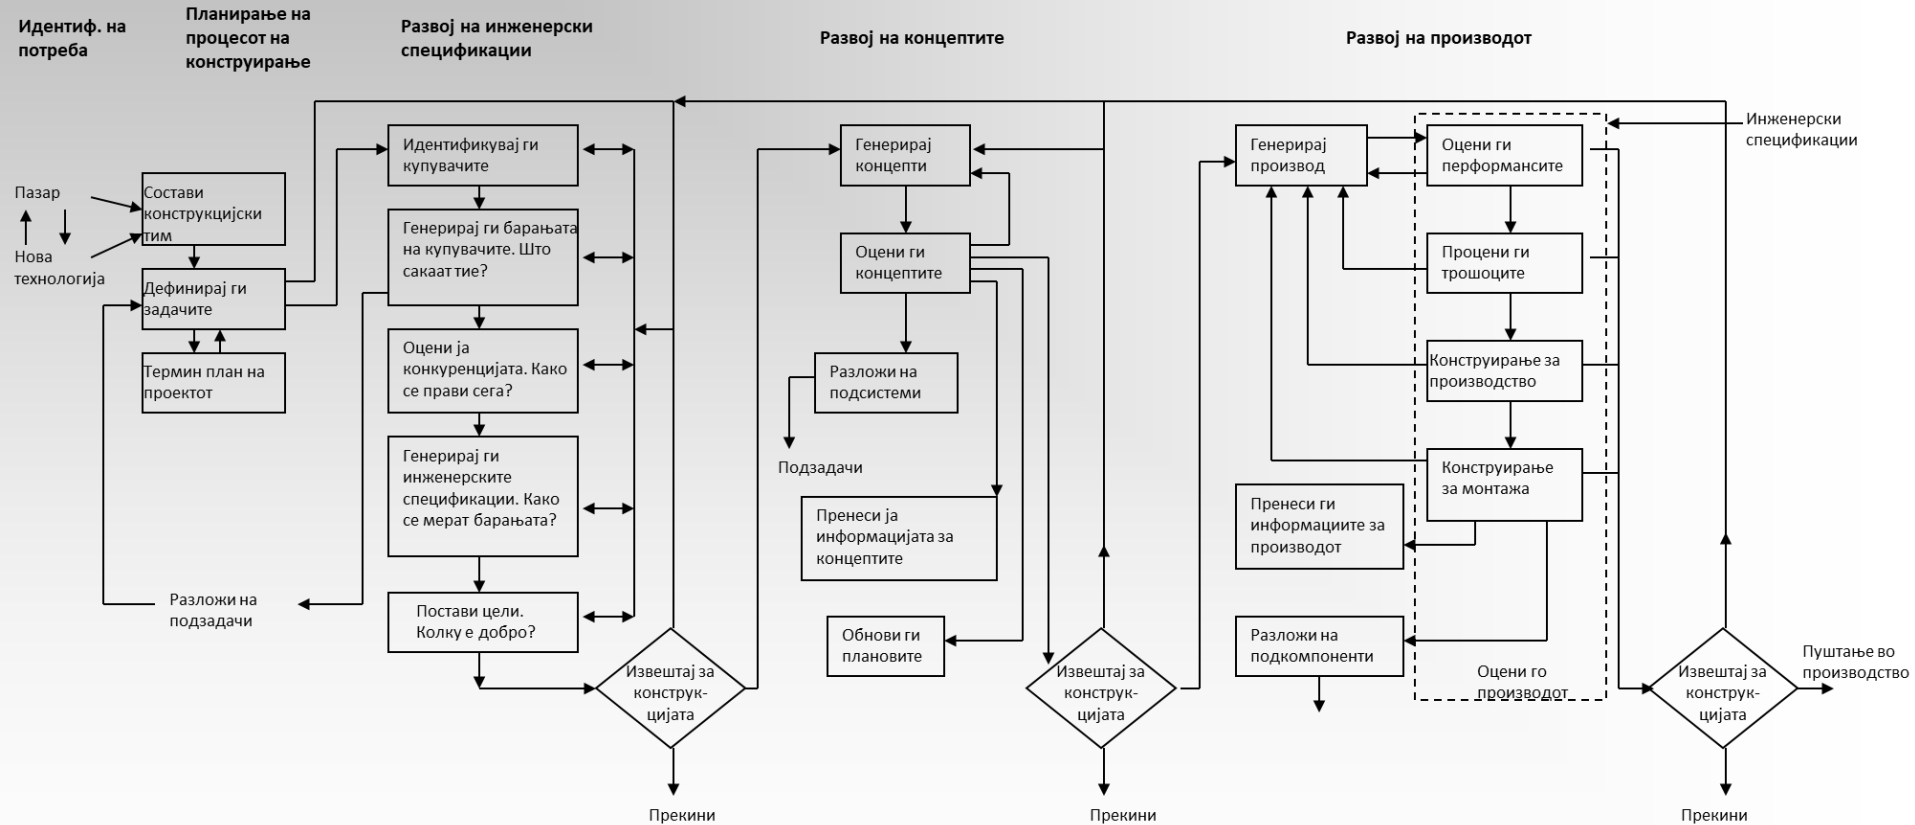 Идентиф. на
потреба
Планирање на
процесот на
конструирање
Развој на инженерски
спецификации
Развој на концептите
Развој на производот
Пазар
Нова
технологија
Состави
конструкцијски
тим
Дефинирај ги
задачите
Термин план на
проектот
Разложи на
подзадачи
Идентификувај ги
купувачите
Генерирај ги барањата
на купувачите. Што
сакаат тие?
Оцени ја
конкуренцијата. Како
се прави сега?
Генерирај ги
инженерските
спецификации. Како
се мерат барањата?
Постави цели.
Колку е добро?
Извештај за
конструк-
цијата
Прекини
Генерирај
концепти
Оцени ги
концептите
Разложи на
подсистеми
Подзадачи
Пренеси ја
информацијата за
концептите
Обнови ги
плановите
Извештај за
конструк-
цијата
Прекини
Генерирај
производ
Оцени ги
перформансите
Процени ги
трошоците
Конструирање за
производство
Конструирање
за монтажа
Пренеси ги
информациите за
производот
Разложи на
подкомпоненти
Оцени го
производот
Инженерски
спецификации
Извештај за
конструк-
цијата
Пуштање во
производство
Прекини